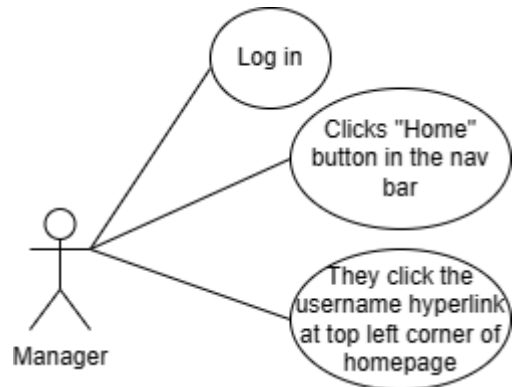 Log in
Clicks "Home"
button in the nav
bar
They click the
username hyperlink
at top left corner of
homepage
Manager